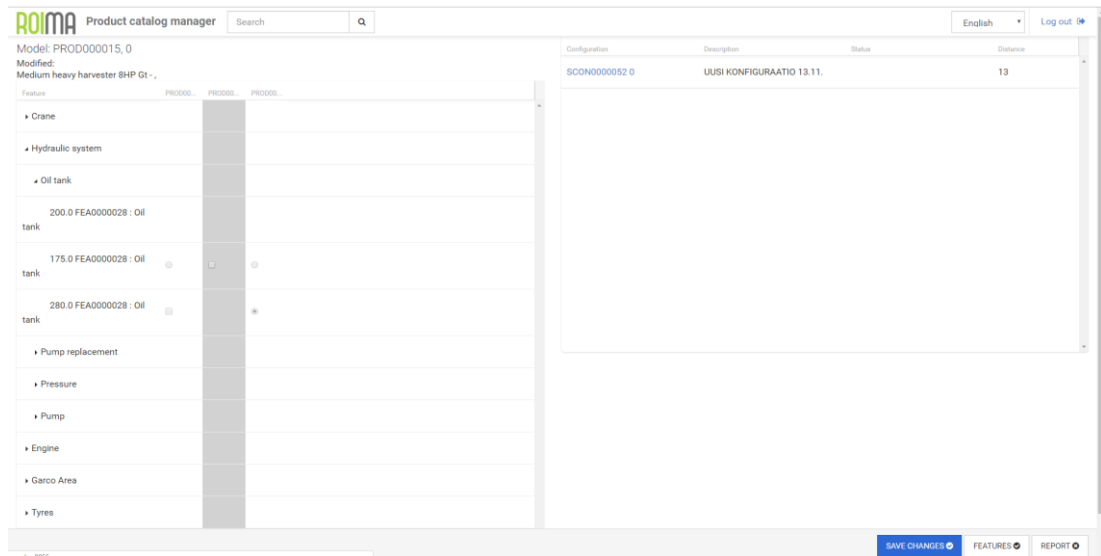 ROIMA Product catalog manager Search English Log out
Model: PROD000015, 0
Modified:
Medium heavy harvester 8HP Gt - ,
Feature PROD00... PROD00... PROD00...
Crane
Hydraulic system
Oil tank
200.0 FEA0000028 : Oil
tank
175.0 FEA0000028 : Oil
tank
280.0 FEA0000028 : Oil
tank
Pump replacement
Pressure
Pump
Engine
Garco Area
Tyres
Configuration Description Status Distance
SCON0000052 0 UUSI KONFIGURAATIO 13.11. 13
SAVE CHANGES FEATURES REPORT